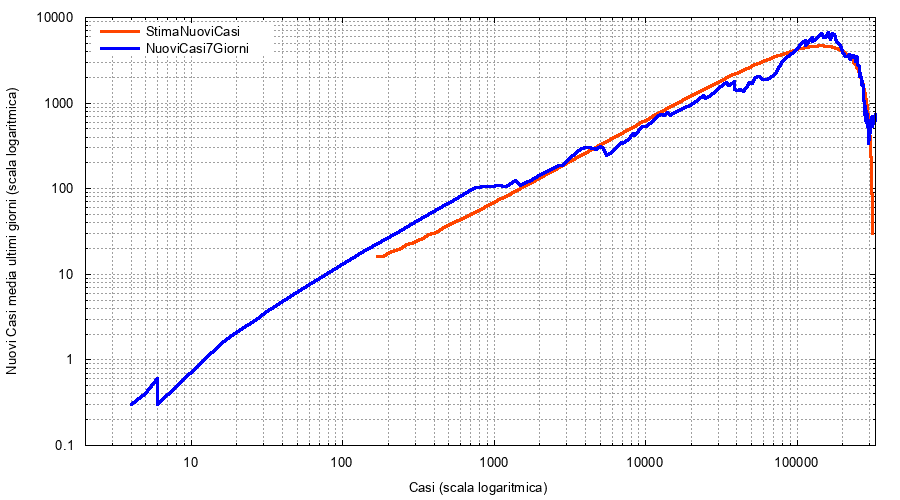 10000
1000
100
10
1
0.1
StimaNuoviCasi
NuoviCasi7Giorni
Nuovi Casi media ultimi giorni (scala logaritmica)
10 100 1000 10000 100000
Casi (scala logaritmica)